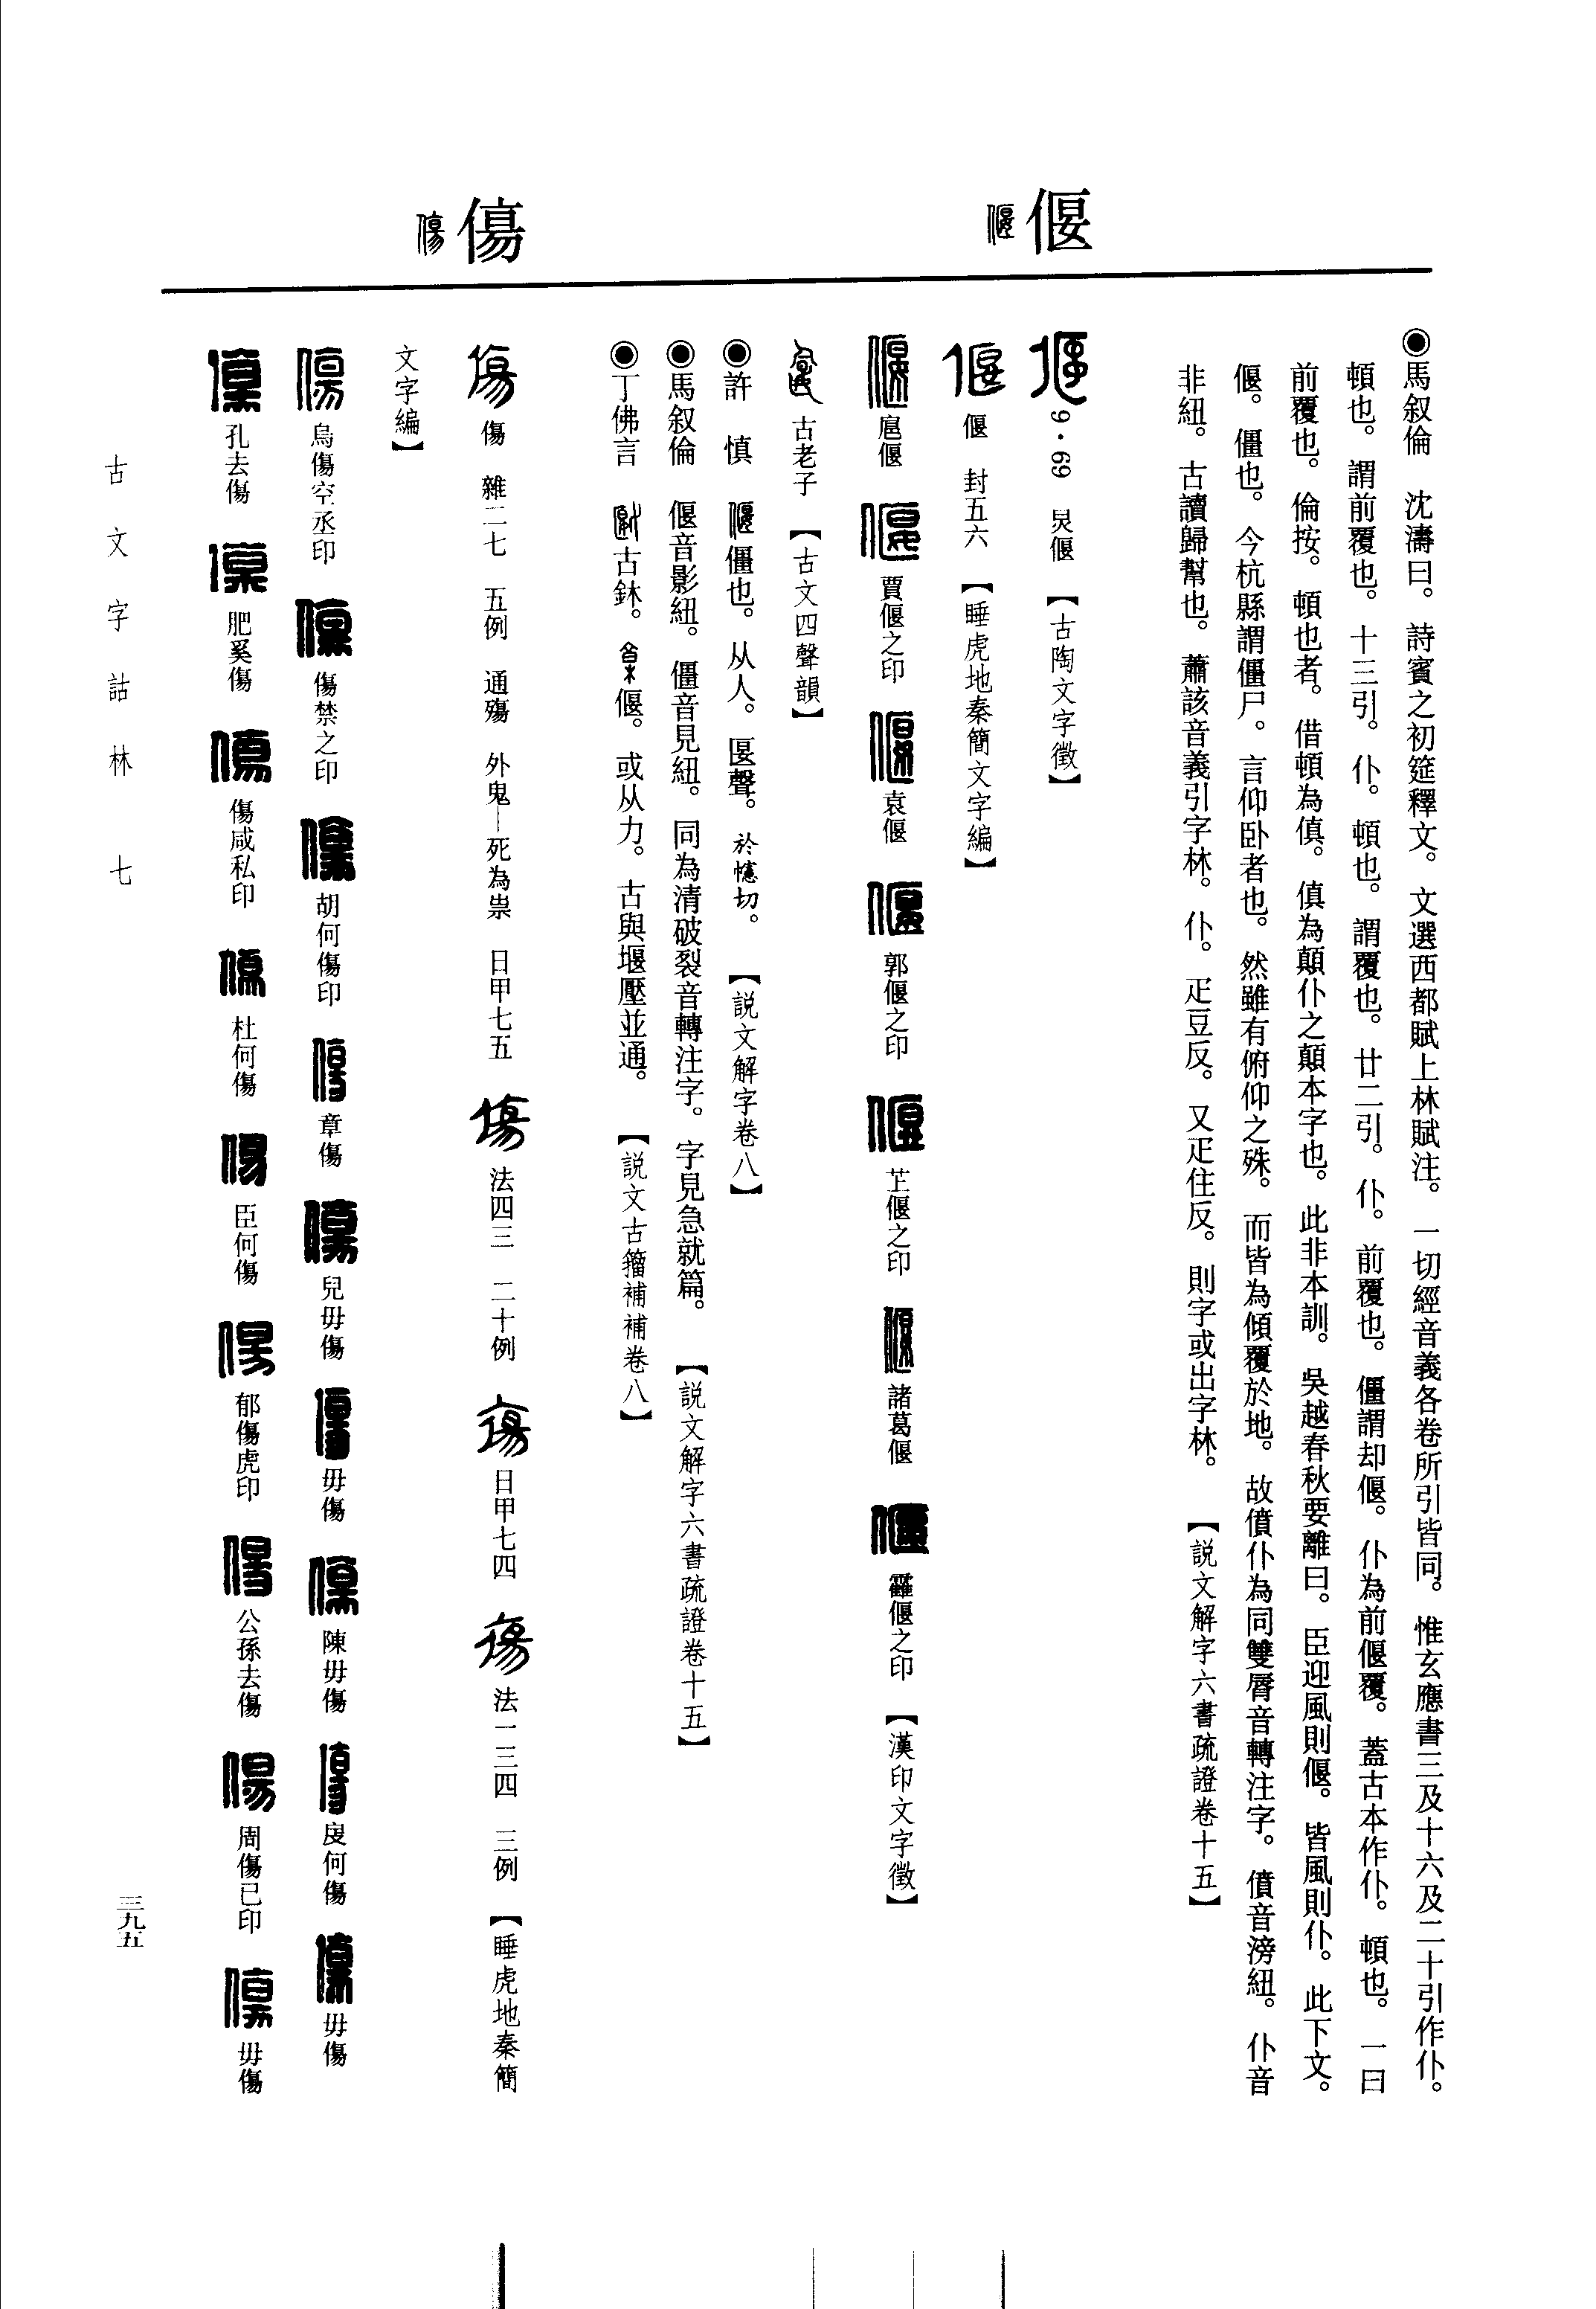 偃
◉馬叙倫　沈濤曰。詩賓之初筵釋文。文選西都賦上林賦注。一切經音義各卷所引皆同。惟玄應書三及十六及二十引作仆。
頓也。謂前覆也。十三引。仆。頓也。謂覆也。廿二引。仆。前覆也。僵謂却偃。仆為前偃覆。蓋古本作仆。頓也。一曰
前覆也。倫按。頓也者。借頓為傎。傎為顛仆之顛本字也。此非本訓。吳越春秋要離曰。臣迎風則偃。皆風則仆。此下文。
偃。僵也。今杭縣謂僵尸。言仰卧者也。然雖有俯仰之殊。而皆為傾覆於地。故僨仆為同雙脣音轉注字。僨音滂紐。仆音
非紐。古讀歸幫也。蕭該音義引字林。仆。疋豆反。又疋住反。則字或出字林。　【説文解字六書疏證卷十五】
9·69　炅偃　【古陶文字徵】
偃　封五六　【睡虎地秦簡文字編】
扈偃　賈偃之印　袁偃　郭偃之印　芷偃之印　諸葛偃　偃之印　【漢印文字徵】
古老子　【古文四聲韻】
◉許　慎　僵也。从人。匽聲。於幰切。　【説文解字卷八】
◉馬叙倫　偃音影紐。僵音見紐。同為清破裂音轉注字。字見急就篇。　【説文解字六書疏證卷十五】
◉丁佛言　古鉢。偃。或从力。古與堰壓並通。　【説文古籀補補卷八】
傷
傷　雜二七　五例　通殤　外鬼—死為祟　日甲七五　法四三　二十例　日甲七四　法一三四　三例　【睡虎地秦簡
文字編】
烏傷空丞印　傷禁之印　胡何傷印　章傷　兒毋傷　毋傷　陳毋傷　何傷　毋傷
孔去傷　肥奚傷　傷咸私印　杜何傷　臣何傷　郁傷虎印　公孫去傷　周傷已印　毋傷
古文字詁林　七
三九五